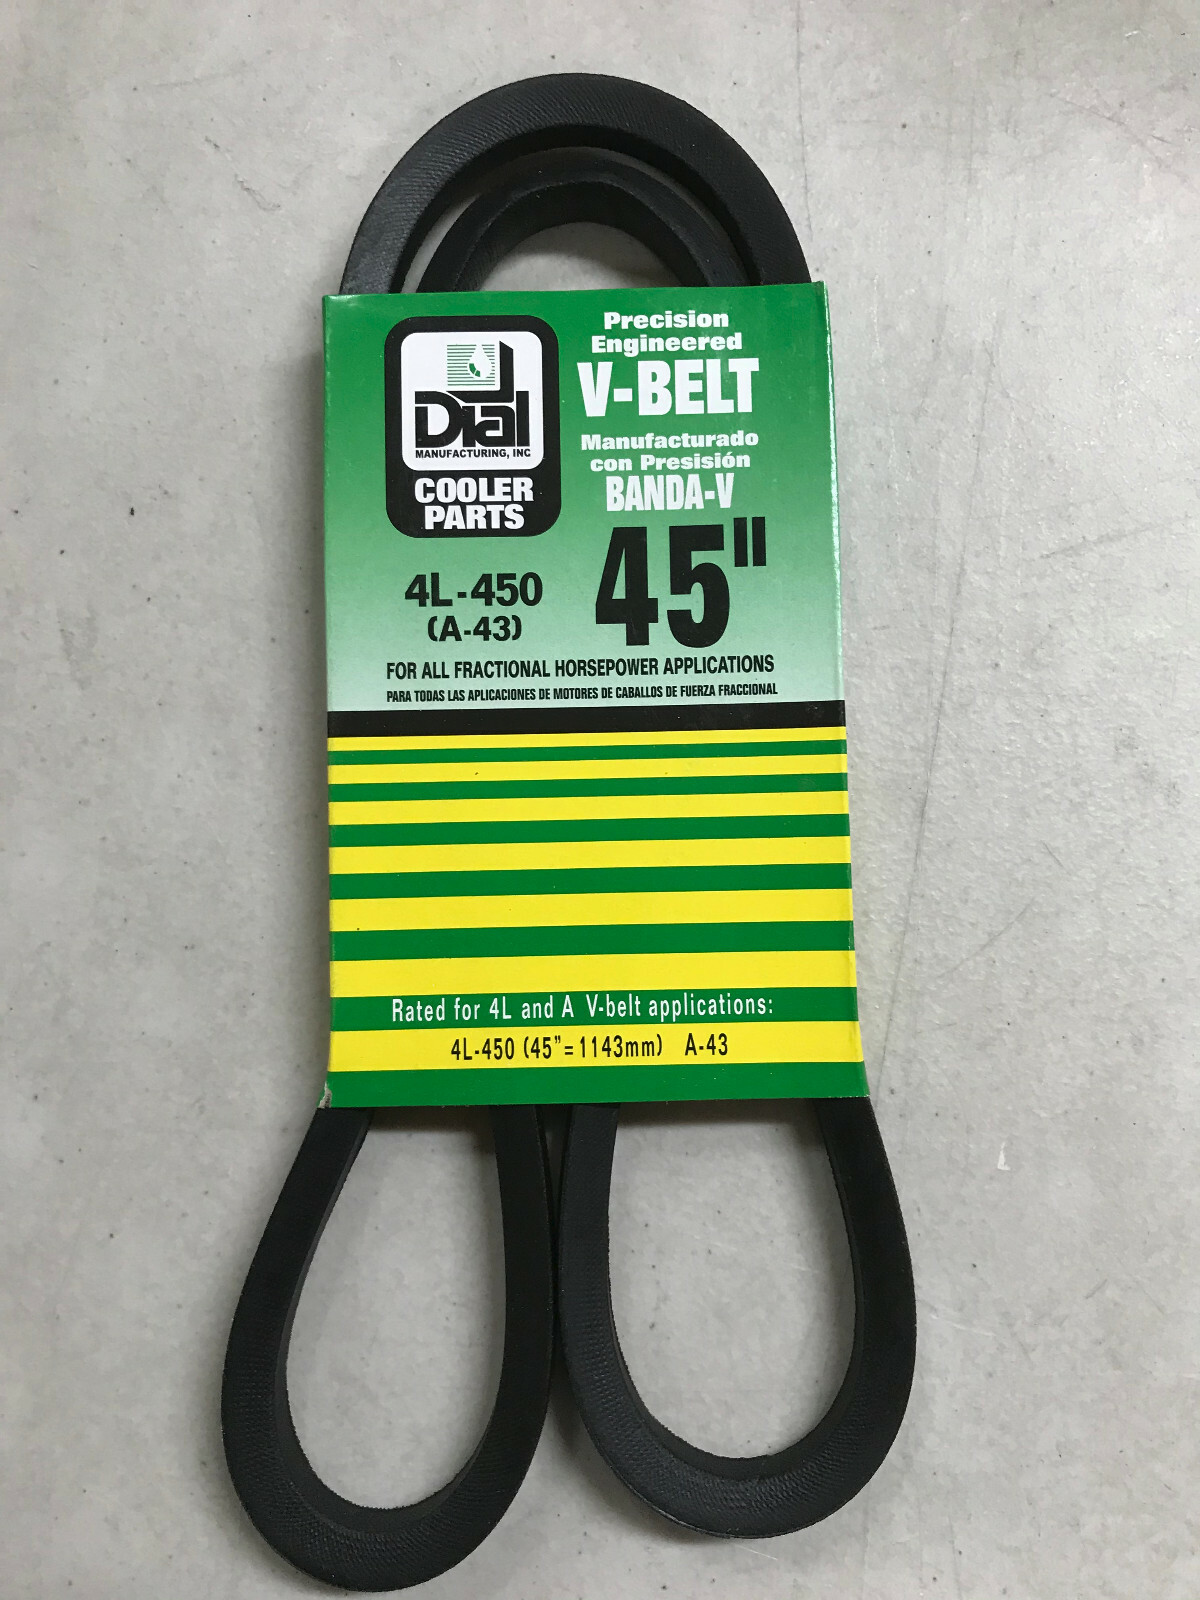 Dial
MANUFACTURING, INC
COOLER
PARTS
Precision
Engineered
V-BELT
Manufacturado
con Presisión
BANDA-V
45"
4L-450
(A-43)
FOR ALL FRACTIONAL HORSEPOWER APPLICATIONS
PARA TODAS LAS APLICACIONES DE MOTORES DE CABALLOS DE FUERZA FRACCIONAL
Rated for 4L and A V-belt applications:
4L-450 (45"=1143mm) A-43